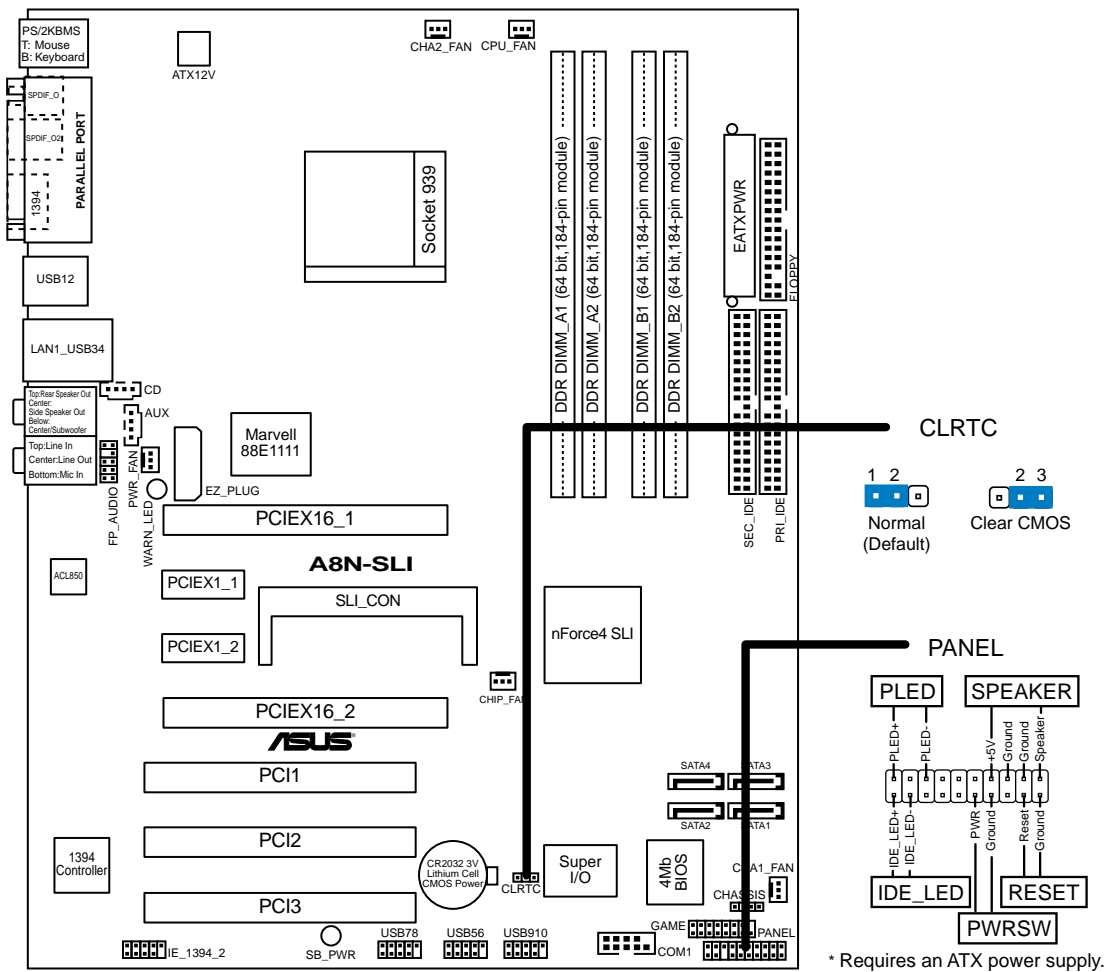 PS/2KBMS
T: Mouse
B: Keyboard
SPDIF_O
SPDIF_O2
1394
PARALLEL PORT
ATX12V
CHA2_FAN
CPU_FAN
Socket 939
DDR DIMM_A1 (64 bit,184-pin module)
DDR DIMM_A2 (64 bit,184-pin module)
DDR DIMM_B1 (64 bit,184-pin module)
DDR DIMM_B2 (64 bit,184-pin module)
EATXPWR
FLOPPY
USB12
LAN1_USB34
CD
AUX
Top:Rear Speaker Out
Center:
Side Speaker Out
Below:
Center/Subwoofer
Top:Line In
Center:Line Out
Bottom:Mic In
FP_AUDIO
PWR_FAN
WARN_LED
EZ_PLUG
Marvell
88E1111
SEC_IDE
PRI_IDE
CLRTC
1 2
Normal
(Default)
2 3
Clear CMOS
PCIEX16_1
A8N-SLI
ACL850
PCIEX1_1
SLI_CON
PCIEX1_2
nForce4 SLI
CHIP_FAN
PCIEX16_2
ASUS
PANEL
PLED
SPEAKER
PLED+
PLED-
+5V
Ground
Ground
Speaker
IDE_LED+
IDE_LED-
PWR
Ground
Reset
Ground
IDE_LED
RESET
PWRSW
* Requires an ATX power supply.
PCI1
SATA4
SATA3
SATA2
SATA1
PCI2
1394
Controller
CR2032 3V
Lithium Cell
CMOS Power
CLRTC
Super
I/O
4Mb
BIOS
CHA1_FAN
CHASSIS
PCI3
GAME
PANEL
IE_1394_2
SB_PWR
USB78
USB56
USB910
COM1